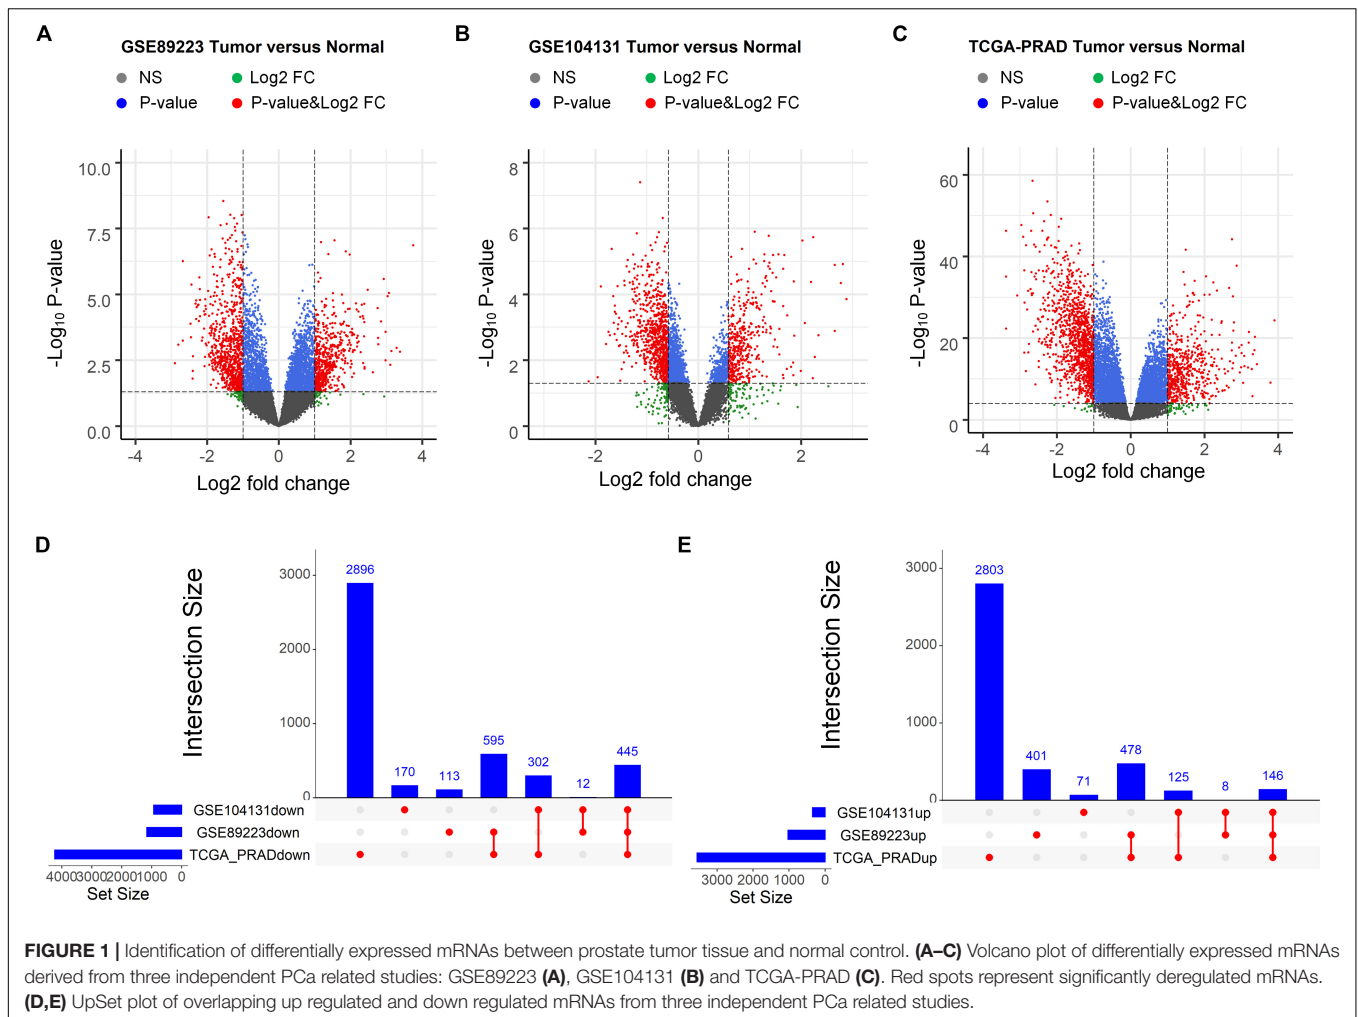 A
GSE89223 Tumor versus Normal
NS
Log2 FC
P-value
P-value&Log2 FC
-Log10 P-value
10.0
7.5
5.0
2.5
0.0
-4
-2
0
2
4
Log2 fold change
B
GSE104131 Tumor versus Normal
NS
Log2 FC
P-value
P-value&Log2 FC
-Log10 P-value
8
6
4
2
0
-2
0
2
Log2 fold change
C
TCGA-PRAD Tumor versus Normal
NS
Log2 FC
P-value
P-value&Log2 FC
-Log10 P-value
60
40
20
0
-4
-2
0
2
4
Log2 fold change
D
Intersection Size
3000
2000
1000
0
2896
170
113
595
302
12
445
GSE104131down
GSE89223down
TCGA_PRADdown
4000
3000
2000
1000
0
Set Size
E
Intersection Size
3000
2000
1000
0
2803
401
71
478
125
8
146
GSE104131up
GSE89223up
TCGA_PRADup
3000
2000
1000
0
Set Size
FIGURE 1 | Identification of differentially expressed mRNAs between prostate tumor tissue and normal control. (A–C) Volcano plot of differentially expressed mRNAs
derived from three independent PCa related studies: GSE89223 (A), GSE104131 (B) and TCGA-PRAD (C). Red spots represent significantly deregulated mRNAs.
(D,E) UpSet plot of overlapping up regulated and down regulated mRNAs from three independent PCa related studies.